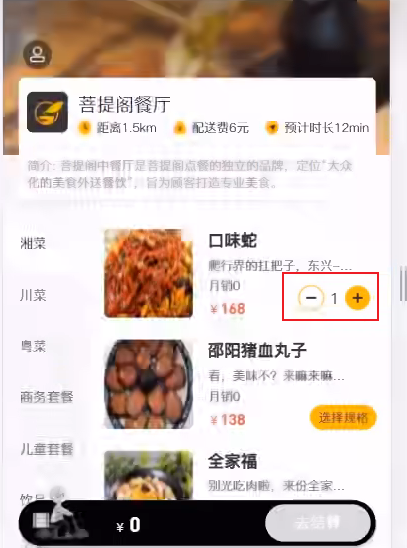 菩提阁餐厅
距离1.5km 配送费6元 预计时长12min
简介: 菩提阁中餐厅是菩提阁点餐的独立的品牌，定位“大众
化的美食外送餐饮”，旨为顾客打造专业美食。
湘菜
川菜
粤菜
商务套餐
儿童套餐
饮品
口味蛇
爬行界的扛把子，东兴-...
月销0
¥168
- 1 +
邵阳猪血丸子
看，美味不？来嘛来嘛...
月销0
¥138
选择规格
全家福
别光吃肉啦，来份全家...
¥ 0
去结算